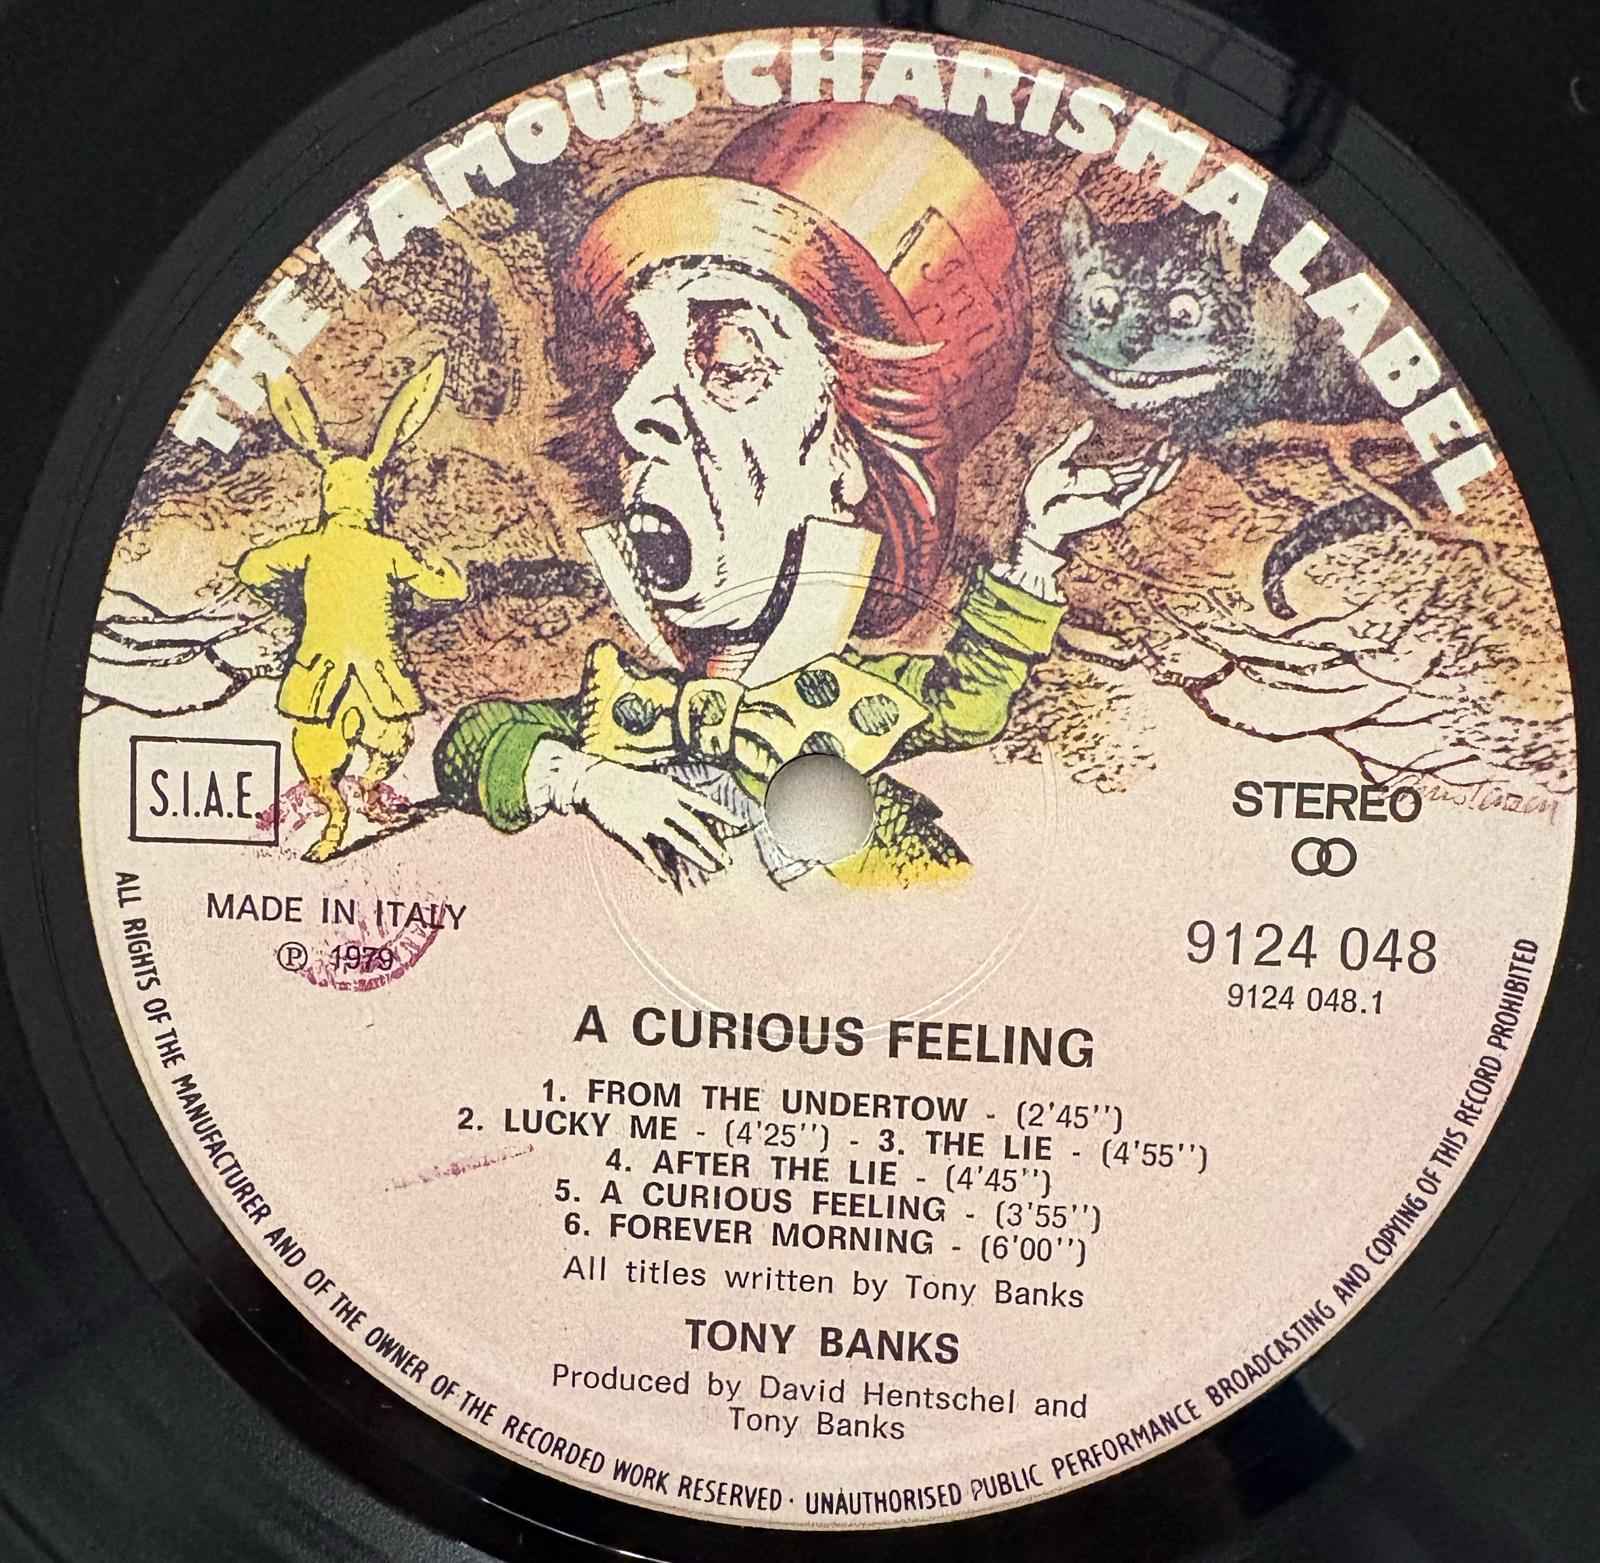 THE FAMOUS CHARISMA LABEL
S.I.A.E.
STEREO
MADE IN ITALY
Ⓟ 1979
9124 048
9124 048.1
A CURIOUS FEELING
1. FROM THE UNDERTOW - (2'45'')
2. LUCKY ME - (4'25'') - 3. THE LIE - (4'55'')
4. AFTER THE LIE - (4'45'')
5. A CURIOUS FEELING - (3'55'')
6. FOREVER MORNING - (6'00'')
All titles written by Tony Banks
TONY BANKS
Produced by David Hentschel and
Tony Banks
ALL RIGHTS OF THE MANUFACTURER AND OF THE OWNER OF THE RECORDED WORK RESERVED · UNAUTHORISED PUBLIC PERFORMANCE BROADCASTING AND COPYING OF THIS RECORD PROHIBITED